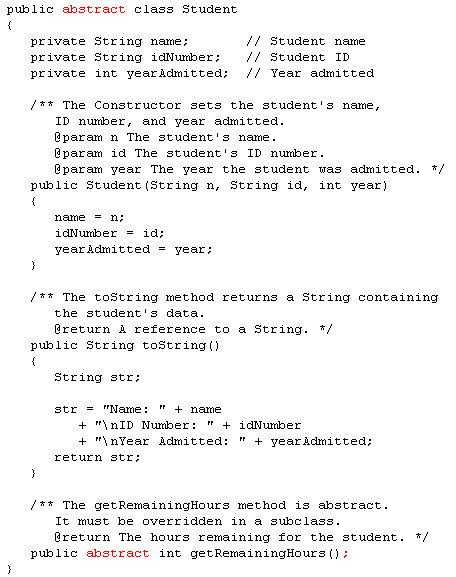 public abstract class Student
{
   private String name;       // Student name
   private String idNumber;   // Student ID
   private int yearAdmitted;  // Year admitted

   /** The Constructor sets the student's name,
      ID number, and year admitted.
      @param n The student's name.
      @param id The student's ID number.
      @param year The year the student was admitted. */
   public Student(String n, String id, int year)
   {
      name = n;
      idNumber = id;
      yearAdmitted = year;
   }

   /** The toString method returns a String containing
      the student's data.
      @return A reference to a String. */
   public String toString()
   {
      String str;

      str = "Name: " + name
         + "\nID Number: " + idNumber
         + "\nYear Admitted: " + yearAdmitted;
      return str;
   }

   /** The getRemainingHours method is abstract.
      It must be overridden in a subclass.
      @return The hours remaining for the student. */
   public abstract int getRemainingHours();
}